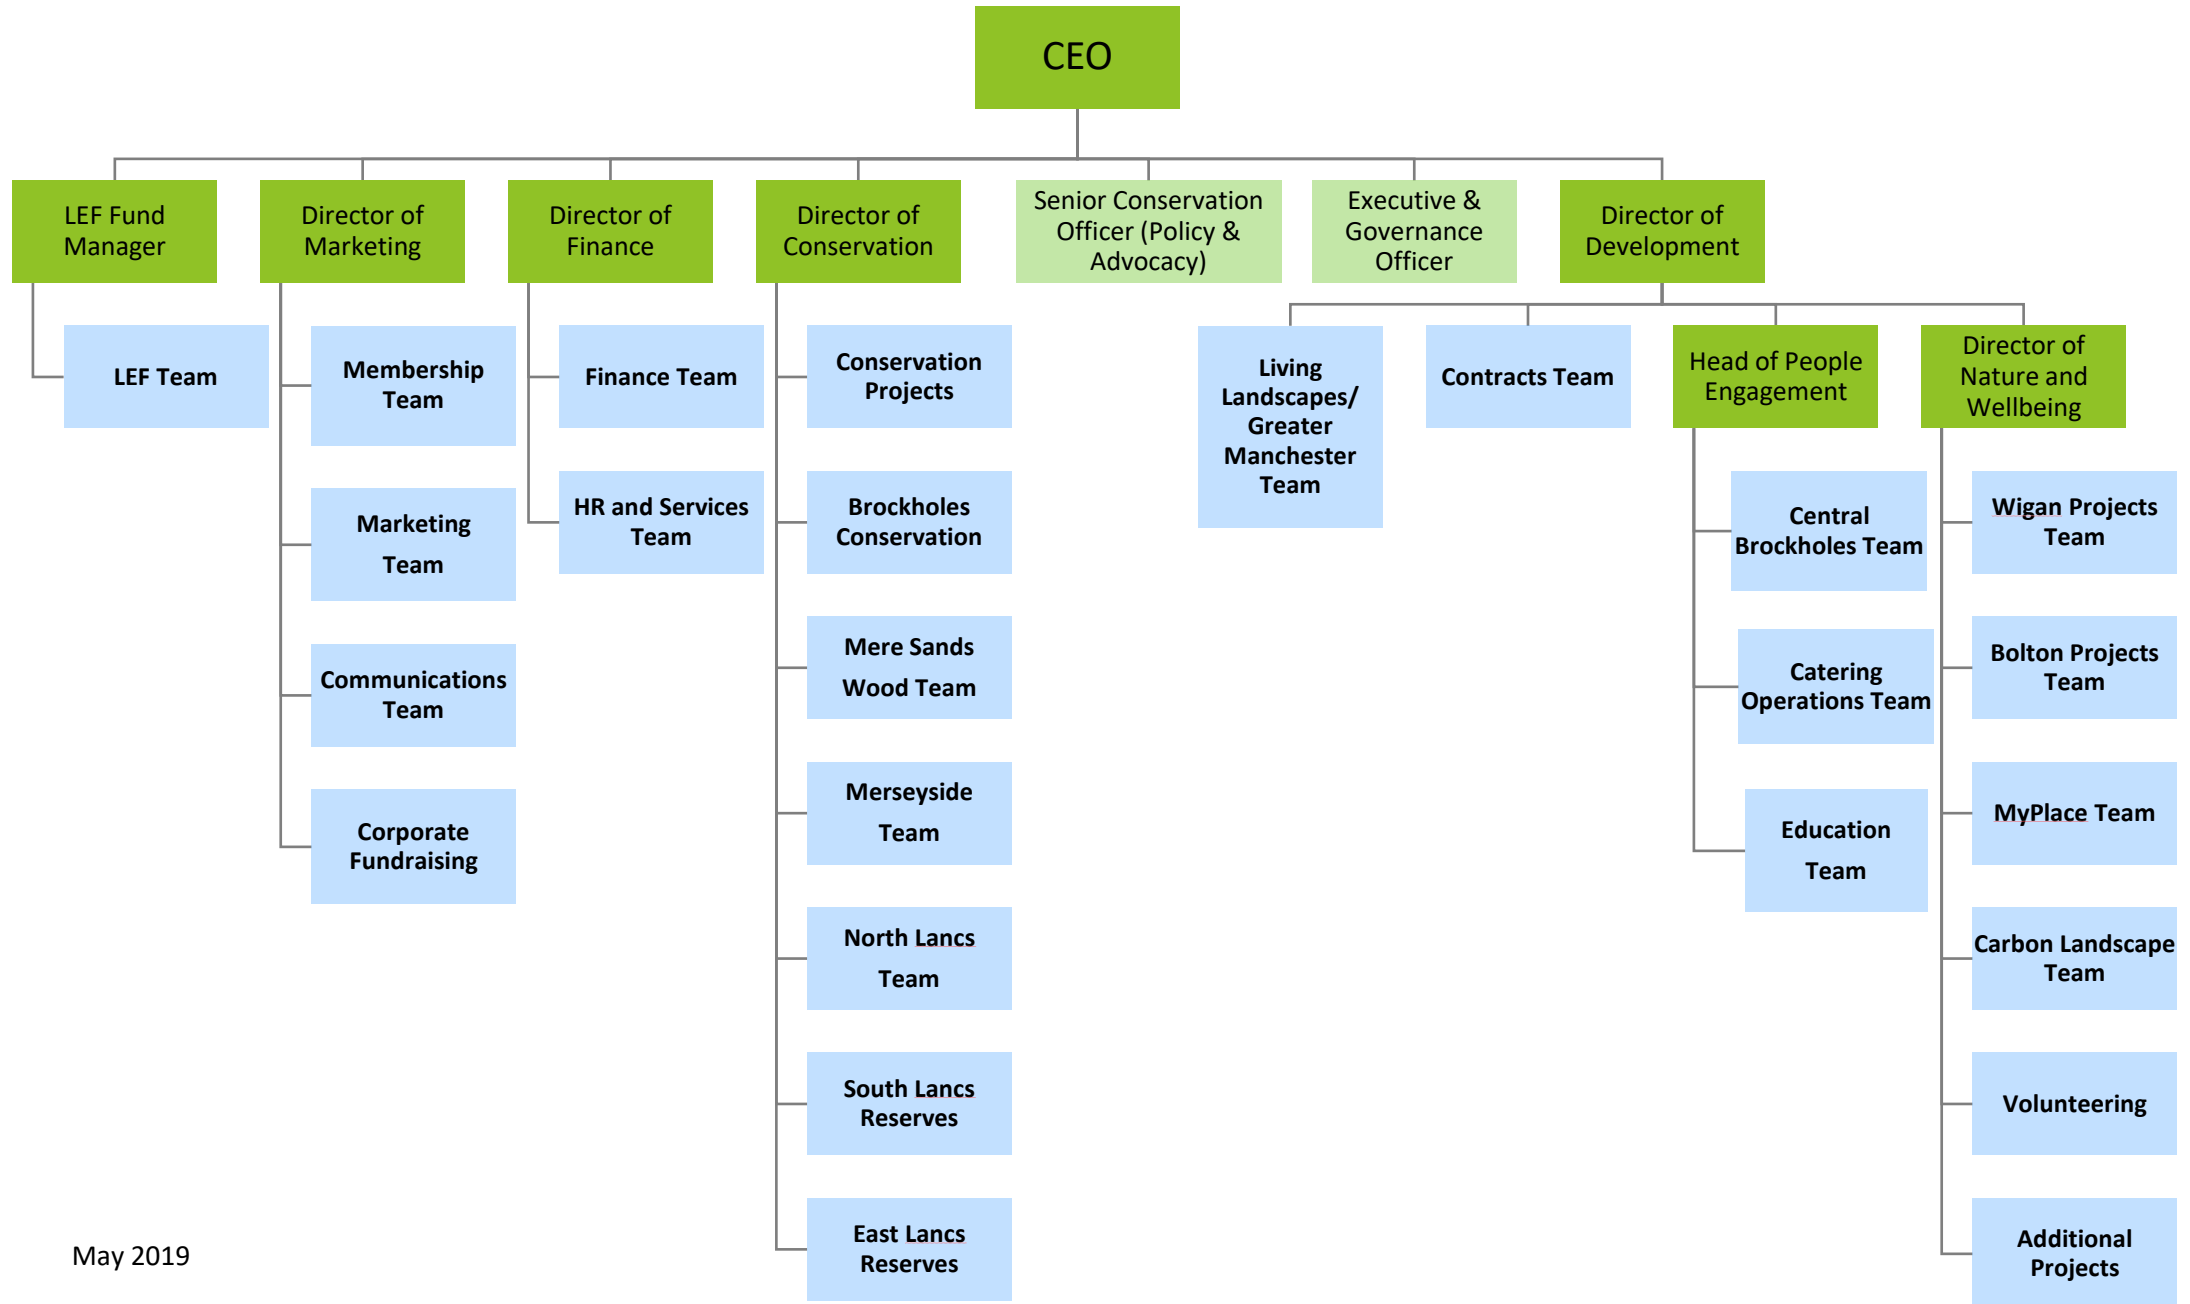 CEO
LEF Fund
Manager
Director of
Marketing
Director of
Finance
Director of
Conservation
Senior Conservation
Officer (Policy &
Advocacy)
Executive &
Governance
Officer
Director of
Development
LEF Team
Membership
Team
Marketing
Team
Communications
Team
Corporate
Fundraising
Finance Team
HR and Services
Team
Conservation
Projects
Brockholes
Conservation
Mere Sands
Wood Team
Merseyside
Team
North Lancs
Team
South Lancs
Reserves
East Lancs
Reserves
Living
Landscapes/
Greater
Manchester
Team
Contracts Team
Head of People
Engagement
Central
Brockholes Team
Catering
Operations Team
Education
Team
Director of
Nature and
Wellbeing
Wigan Projects
Team
Bolton Projects
Team
MyPlace Team
Carbon Landscape
Team
Volunteering
Additional
Projects
May 2019